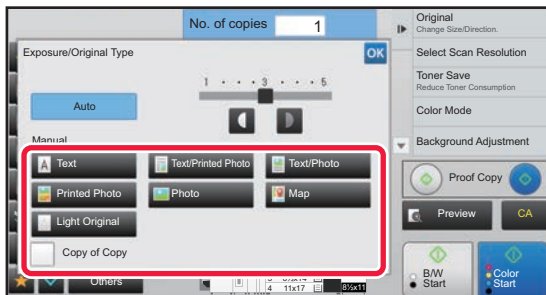 No. of copies 1
Exposure/Original Type OK
1 · · · 3 · · · 5
Auto
Manual
Text Text/Printed Photo Text/Photo
Printed Photo Photo Map
Light Original
Copy of Copy
Others
4 11x17 8½x11
Original
Change Size/Direction.
Select Scan Resolution
Toner Save
Reduce Toner Consumption
Color Mode
Background Adjustment
Proof Copy
Preview CA
B/W
Start
Color
Start